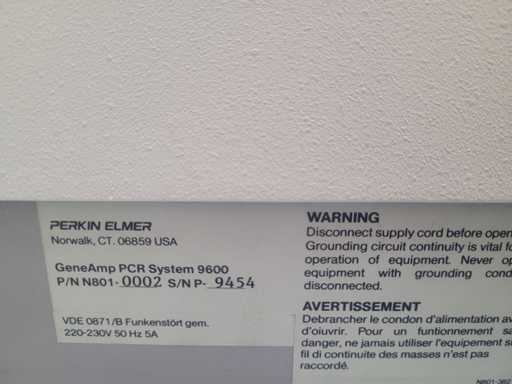 PERKIN ELMER
Norwalk, CT. 06859 USA
GeneAmp PCR System 9600
P/N N801-0002 S/N P- 9454
VDE 0871/B Funkenstört gem.
220-230V 50 Hz 5A
WARNING
Disconnect supply cord before open
Grounding circuit continuity is vital fo
operation of equipment. Never op
equipment with grounding cond
disconnected.
AVERTISSEMENT
Debrancher le condon d'alimentation av
d'oiuvrir. Pour un funtionnement sa
danger, ne jamais utiliser l'equipement s
fil di continuite des masses n'est pas
raccordé.